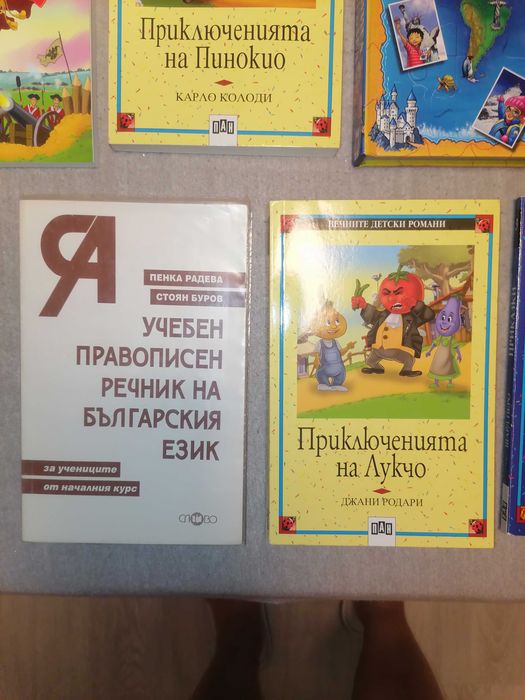 Приключенията
на Пинокио
КАРЛО КОЛОДИ
ПАН
ПЕНКА РАДЕВА
СТОЯН БУРОВ
УЧЕБЕН
ПРАВОПИСЕН
РЕЧНИК НА
БЪЛГАРСКИЯ
ЕЗИК
за учениците
от началния курс
СЛОВО
ВЕЧНИТЕ ДЕТСКИ РОМАНИ
Приключенията
на Лукчо
ДЖАНИ РОДАРИ
ПАН
ПРИКАЗКИ